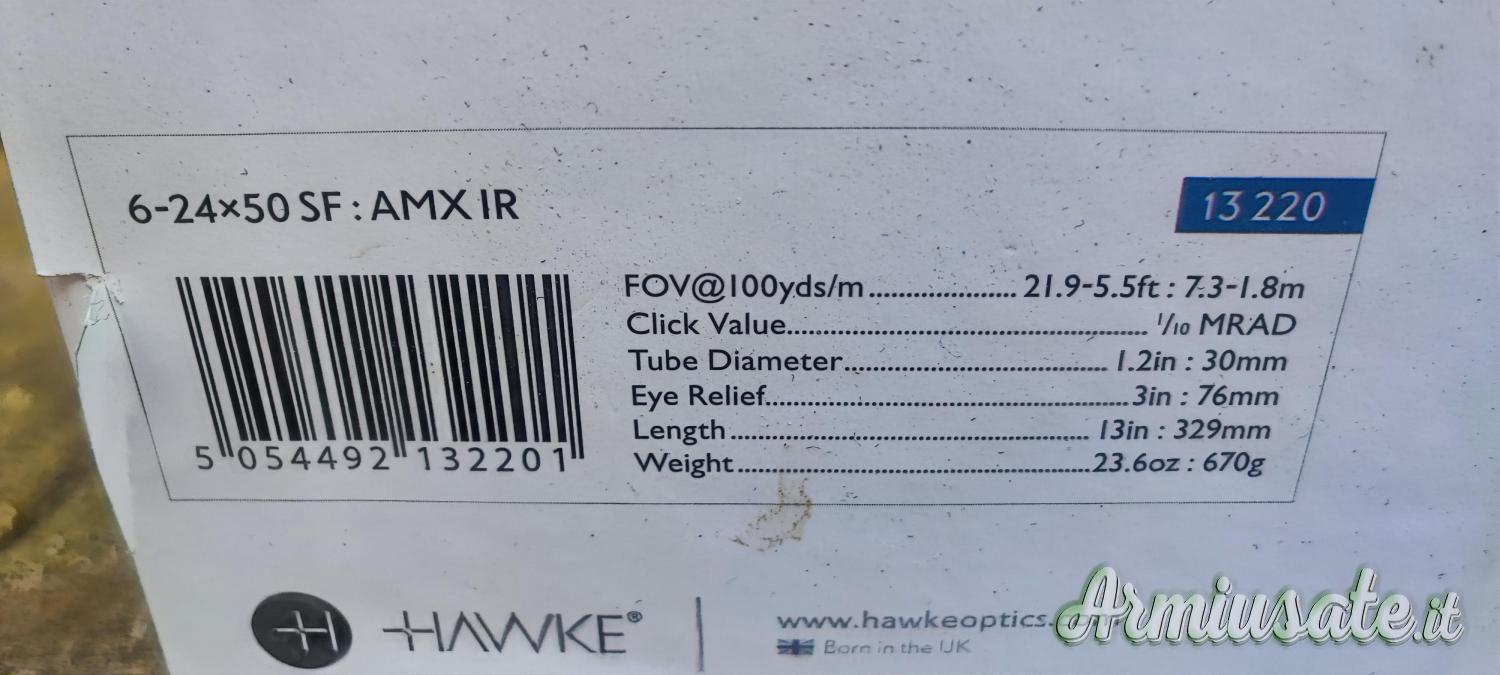 6-24×50 SF : AMX IR
13 220
FOV@100yds/m.................... 21.9-5.5ft : 7.3-1.8m
Click Value.................................................... 1/10 MRAD
Tube Diameter...................................... 1.2in : 30mm
Eye Relief.....................................................3in : 76mm
Length..................................................... 13in : 329mm
Weight....................................................23.6oz : 670g
5 054492 132201
HAWKE®
www.hawkeoptics.com
Born in the UK
Armiusate.it